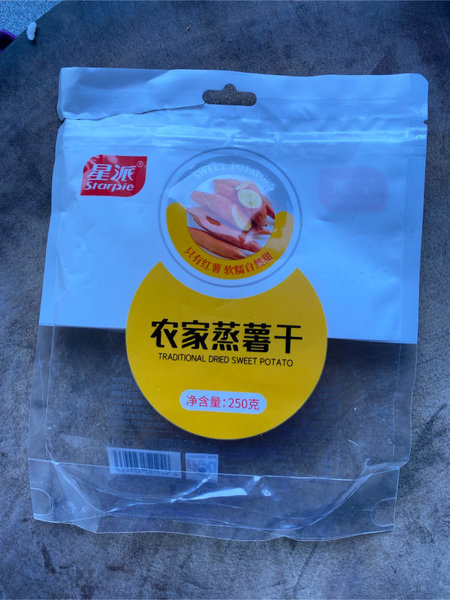 星派®
Starpie
SWEET POTATO
只有红薯 软糯自然甜
农家蒸薯干
TRADITIONAL DRIED SWEET POTATO
净含量:250克